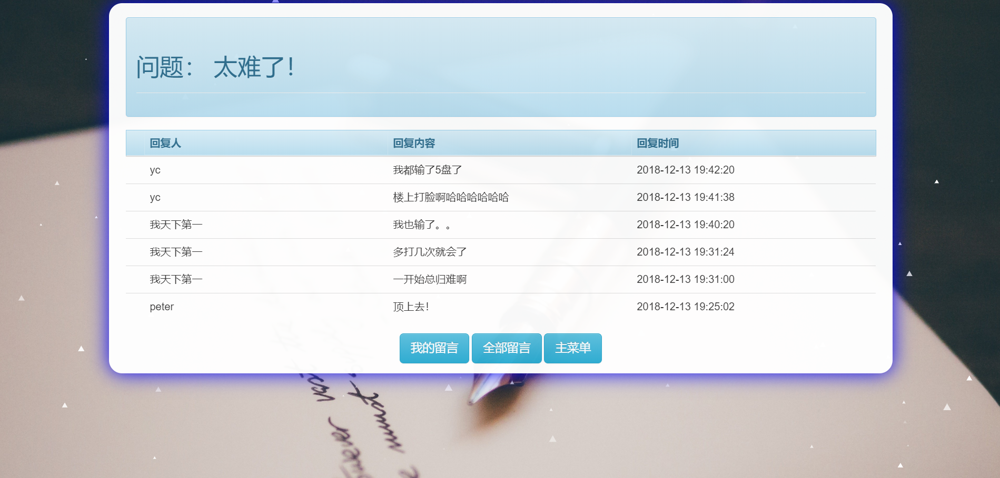 问题： 太难了！
回复人 回复内容 回复时间
yc 我都输了5盘了 2018-12-13 19:42:20
yc 楼上打脸啊哈哈哈哈哈哈 2018-12-13 19:41:38
我天下第一 我也输了。。 2018-12-13 19:40:20
我天下第一 多打几次就会了 2018-12-13 19:31:24
我天下第一 一开始总归难啊 2018-12-13 19:31:00
peter 顶上去！ 2018-12-13 19:25:02
我的留言 全部留言 主菜单